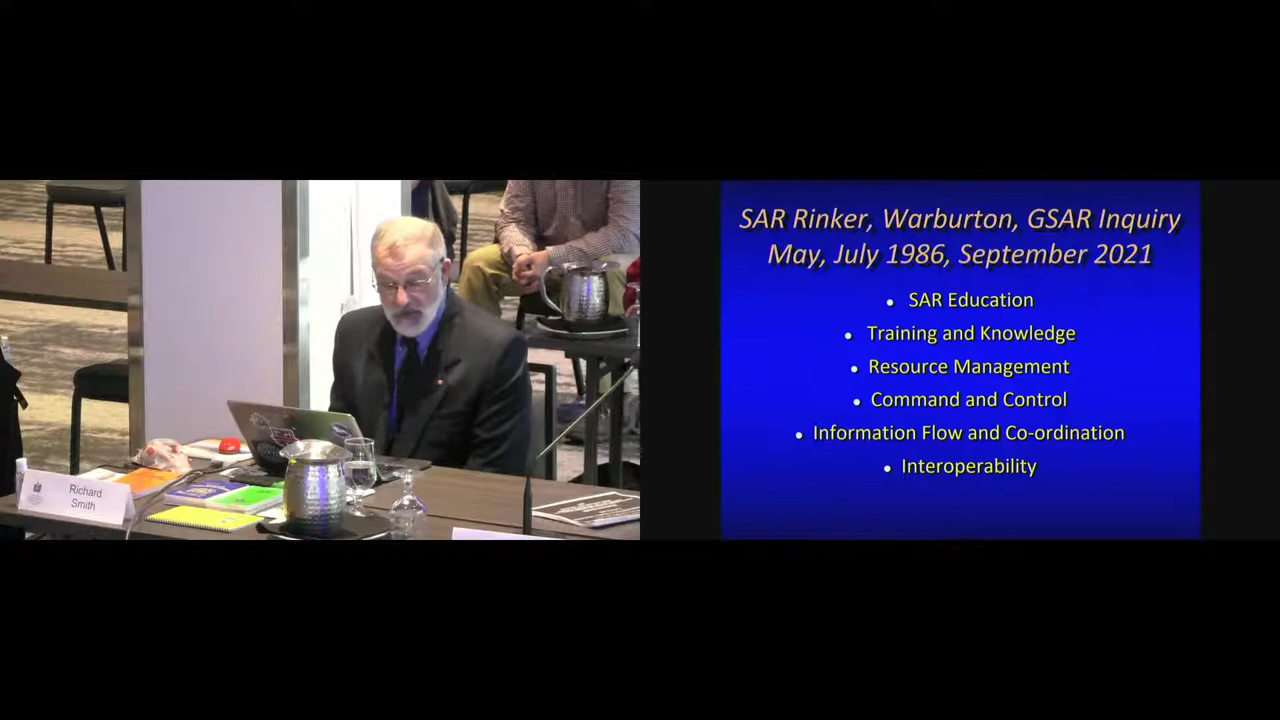 Richard
Smith
SAR Rinker, Warburton, GSAR Inquiry
May, July 1986, September 2021
SAR Education
Training and Knowledge
Resource Management
Command and Control
Information Flow and Co-ordination
Interoperability